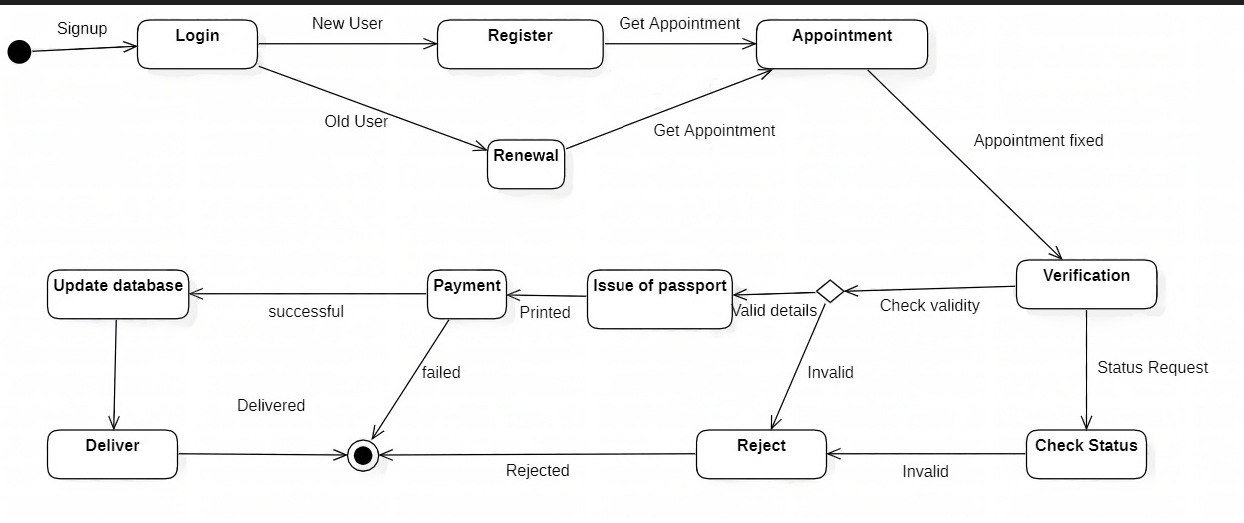 Signup
Login
New User
Register
Get Appointment
Appointment
Old User
Renewal
Get Appointment
Appointment fixed
Verification
Check validity
Valid details
Issue of passport
Printed
Payment
successful
Update database
Status Request
Invalid
failed
Delivered
Deliver
Rejected
Reject
Invalid
Check Status